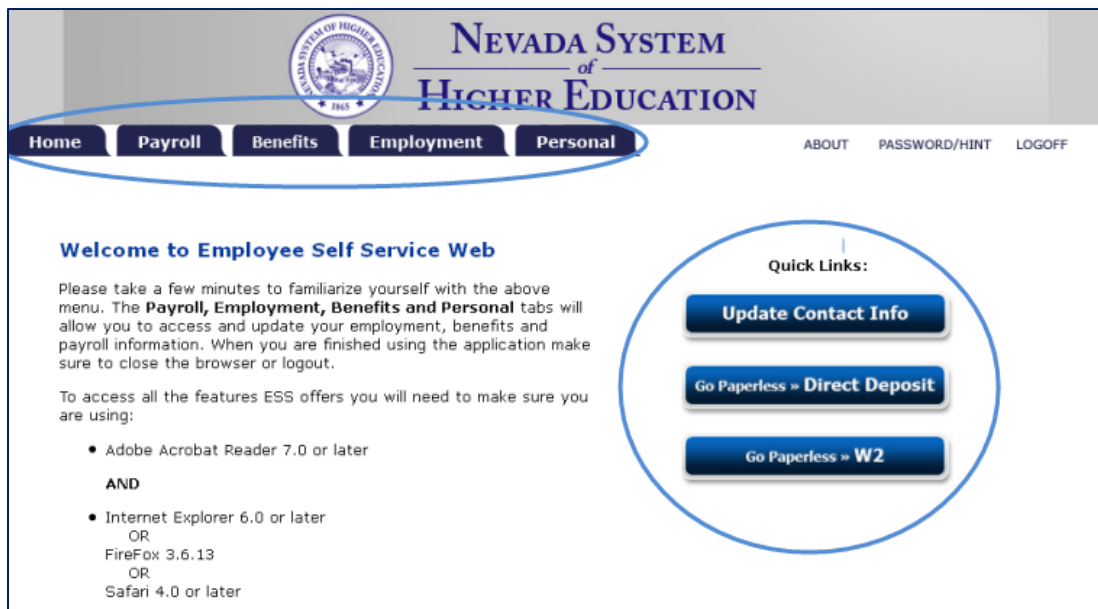 NEVADA SYSTEM
of
HIGHER EDUCATION
NEVADA SYSTEM OF HIGHER EDUCATION
1865
Home Payroll Benefits Employment Personal
ABOUT PASSWORD/HINT LOGOFF
Welcome to Employee Self Service Web
Please take a few minutes to familiarize yourself with the above
menu. The Payroll, Employment, Benefits and Personal tabs will
allow you to access and update your employment, benefits and
payroll information. When you are finished using the application make
sure to close the browser or logout.
To access all the features ESS offers you will need to make sure you
are using:
• Adobe Acrobat Reader 7.0 or later
AND
• Internet Explorer 6.0 or later
OR
FireFox 3.6.13
OR
Safari 4.0 or later
Quick Links:
Update Contact Info
Go Paperless » Direct Deposit
Go Paperless » W2